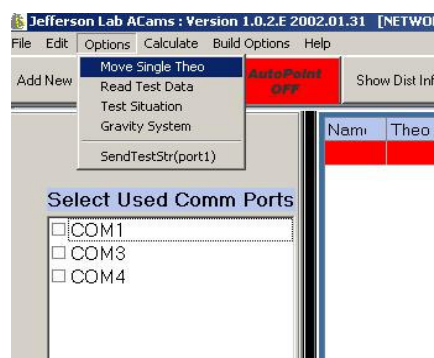 Jefferson Lab ACams : Version 1.0.2.E 2002.01.31 [NETWO
File Edit Options Calculate Build Options Help
Add New
AutoPoint
OFF
Show Dist Inf
Move Single Theo
Read Test Data
Test Situation
Gravity System
SendTestStr(port1)
Nam Theo
Select Used Comm Ports
COM1
COM3
COM4